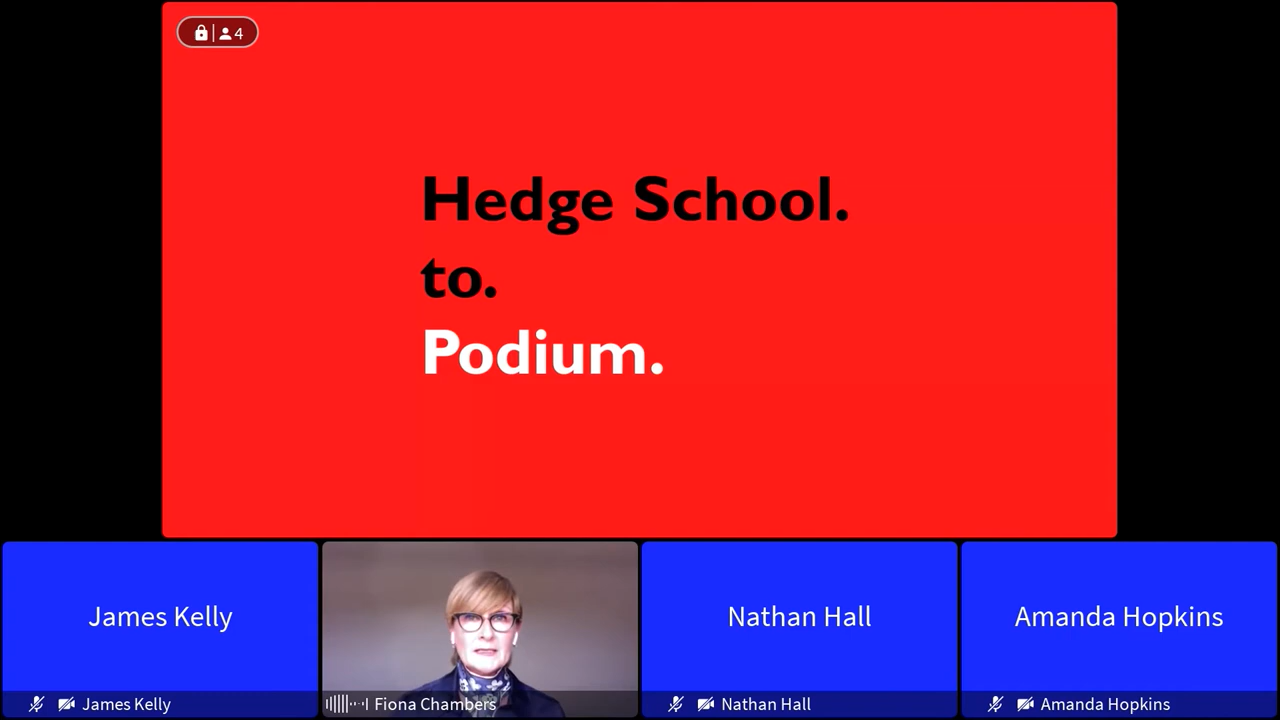 4
Hedge School.
to.
Podium.
James Kelly
Nathan Hall
Amanda Hopkins
James Kelly
Fiona Chambers
Nathan Hall
Amanda Hopkins